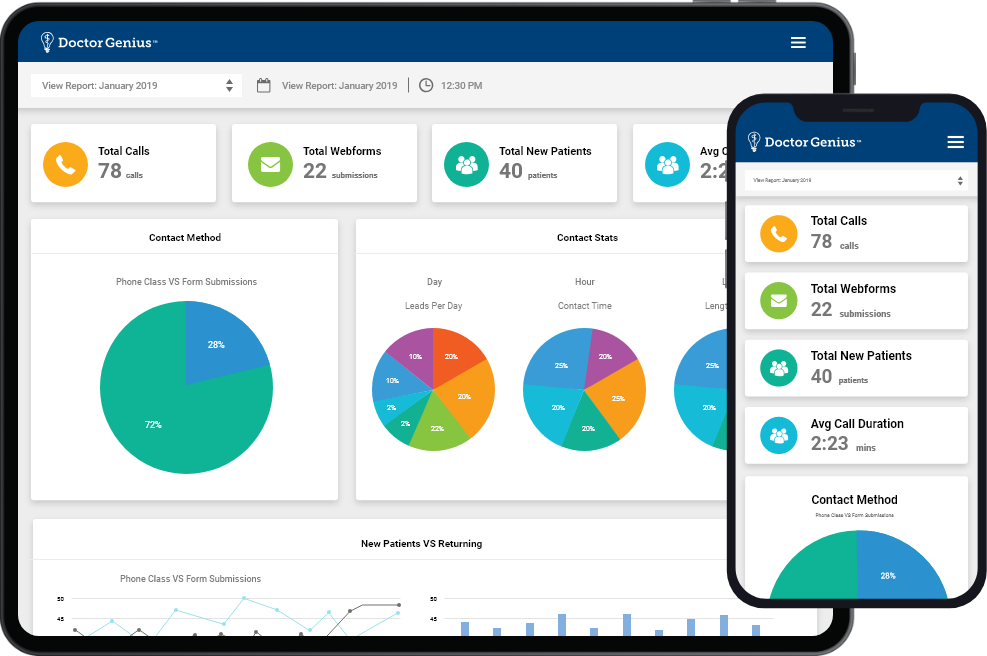 Doctor Genius™
View Report: January 2019
View Report: January 2019
12:30 PM
Total Calls
78 calls
Total Webforms
22 submissions
Total New Patients
40 patients
Avg C
2:2
Contact Method
Phone Class VS Form Submissions
28%
72%
Contact Stats
Day
Leads Per Day
10%
20%
10%
20%
2%
2%
22%
Hour
Contact Time
25%
20%
25%
20%
20%
L
Lengt
25%
20%
New Patients VS Returning
Phone Class VS Form Submissions
50
45
50
45
Doctor Genius™
View Report: January 2019
Total Calls
78 calls
Total Webforms
22 submissions
Total New Patients
40 patients
Avg Call Duration
2:23 mins
Contact Method
Phone Class VS Form Submissions
28%